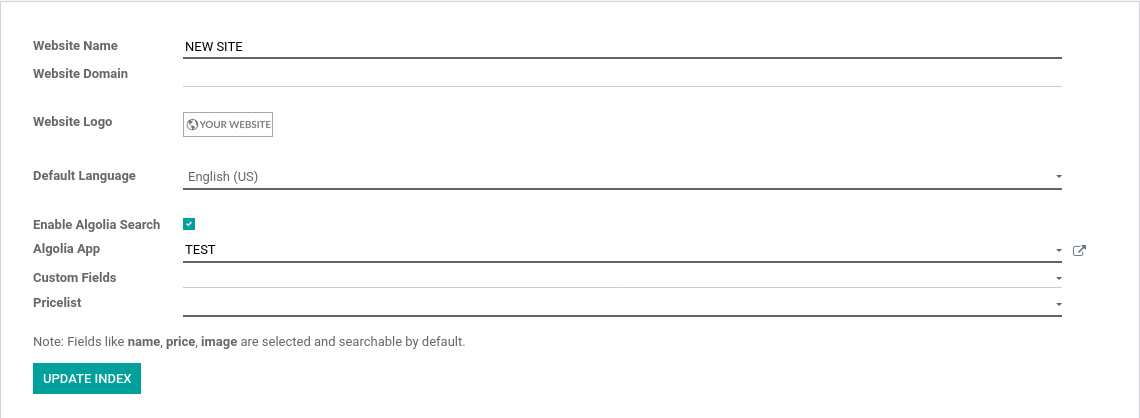 Website Name NEW SITE
Website Domain
Website Logo YOUR WEBSITE
Default Language English (US)
Enable Algolia Search
Algolia App TEST
Custom Fields
Pricelist
Note: Fields like name, price, image are selected and searchable by default.
UPDATE INDEX